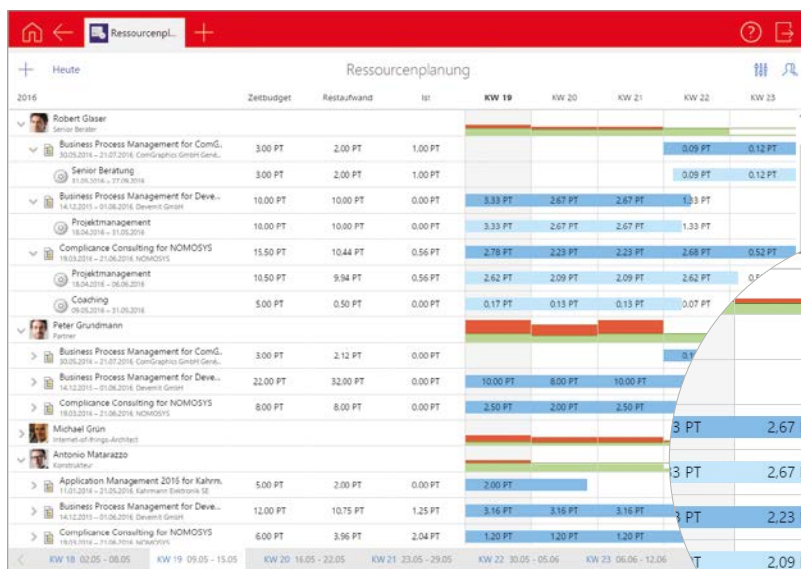 Ressourcenpl...
+ Heute Ressourcenplanung
2016 Zeitbudget Restaufwand Ist KW 19 KW 20 KW 21 KW 22 KW 23
Robert Glaser
Senior Berater
Business Process Management for ComG.. 3.00 PT 2.00 PT 1.00 PT 0.09 PT 0.12 PT
30.05.2016 – 21.07.2016, ComGraphics GmbH Gené...
Senior Beratung 3.00 PT 2.00 PT 1.00 PT 0.09 PT 0.12 PT
31.05.2016 – 27.09.2016
Business Process Management for Deve... 10.00 PT 10.00 PT 0.00 PT 3.33 PT 2.67 PT 2.67 PT 1.33 PT
14.12.2015 – 01.06.2016, Devemit GmbH
Projektmanagement 10.00 PT 10.00 PT 0.00 PT 3.33 PT 2.67 PT 2.67 PT 1.33 PT
18.04.2016 – 31.05.2016
Complicance Consulting for NOMOSYS 15.50 PT 10.44 PT 0.56 PT 2.78 PT 2.23 PT 2.23 PT 2.68 PT 0.52 PT
19.03.2016 – 21.06.2016, NOMOSYS
Projektmanagement 10.50 PT 9.94 PT 0.56 PT 2.62 PT 2.09 PT 2.09 PT 2.62 PT
18.04.2016 – 06.06.2016
Coaching 5.00 PT 0.50 PT 0.00 PT 0.17 PT 0.13 PT 0.13 PT 0.07 PT
09.05.2016 – 31.05.2016
Peter Grundmann
Partner
Business Process Management for ComG.. 3.00 PT 2.12 PT 0.00 PT
30.05.2016 – 21.07.2016, ComGraphics GmbH Gené...
Business Process Management for Deve... 22.00 PT 32.00 PT 0.00 PT 10.00 PT 8.00 PT 10.00 PT
14.12.2015 – 01.06.2016, Devemit GmbH
Complicance Consulting for NOMOSYS 8.00 PT 8.00 PT 0.00 PT 2.50 PT 2.00 PT 2.50 PT 3 PT 2,67
19.03.2016 – 21.06.2016, NOMOSYS
Michael Grün
Internet-of-things-Architect
Antonio Matarazzo 3 PT 2,67
Konstrukteur
Application Management 2016 for Kahrm. 5.00 PT 2.00 PT 0.00 PT 2.00 PT
11.01.2016 – 21.05.2016, Kahrmann Elektronik SE
Business Process Management for Deve... 12.00 PT 10.75 PT 1.25 PT 3.16 PT 3.16 PT 3.16 PT 3 PT 2,23
14.12.2015 – 01.06.2016, Devemit GmbH
Complicance Consulting for NOMOSYS 6.00 PT 3.96 PT 2.04 PT 1.20 PT 1.20 PT 1.20 PT
19.03.2016 – 21.06.2016, NOMOSYS
KW 18 02.05 - 08.05 KW 19 09.05 - 15.05 KW 20 16.05 - 22.05 KW 21 23.05 - 29.05 KW 22 30.05 - 05.06 KW 23 06.06 - 12.06 T 2,09